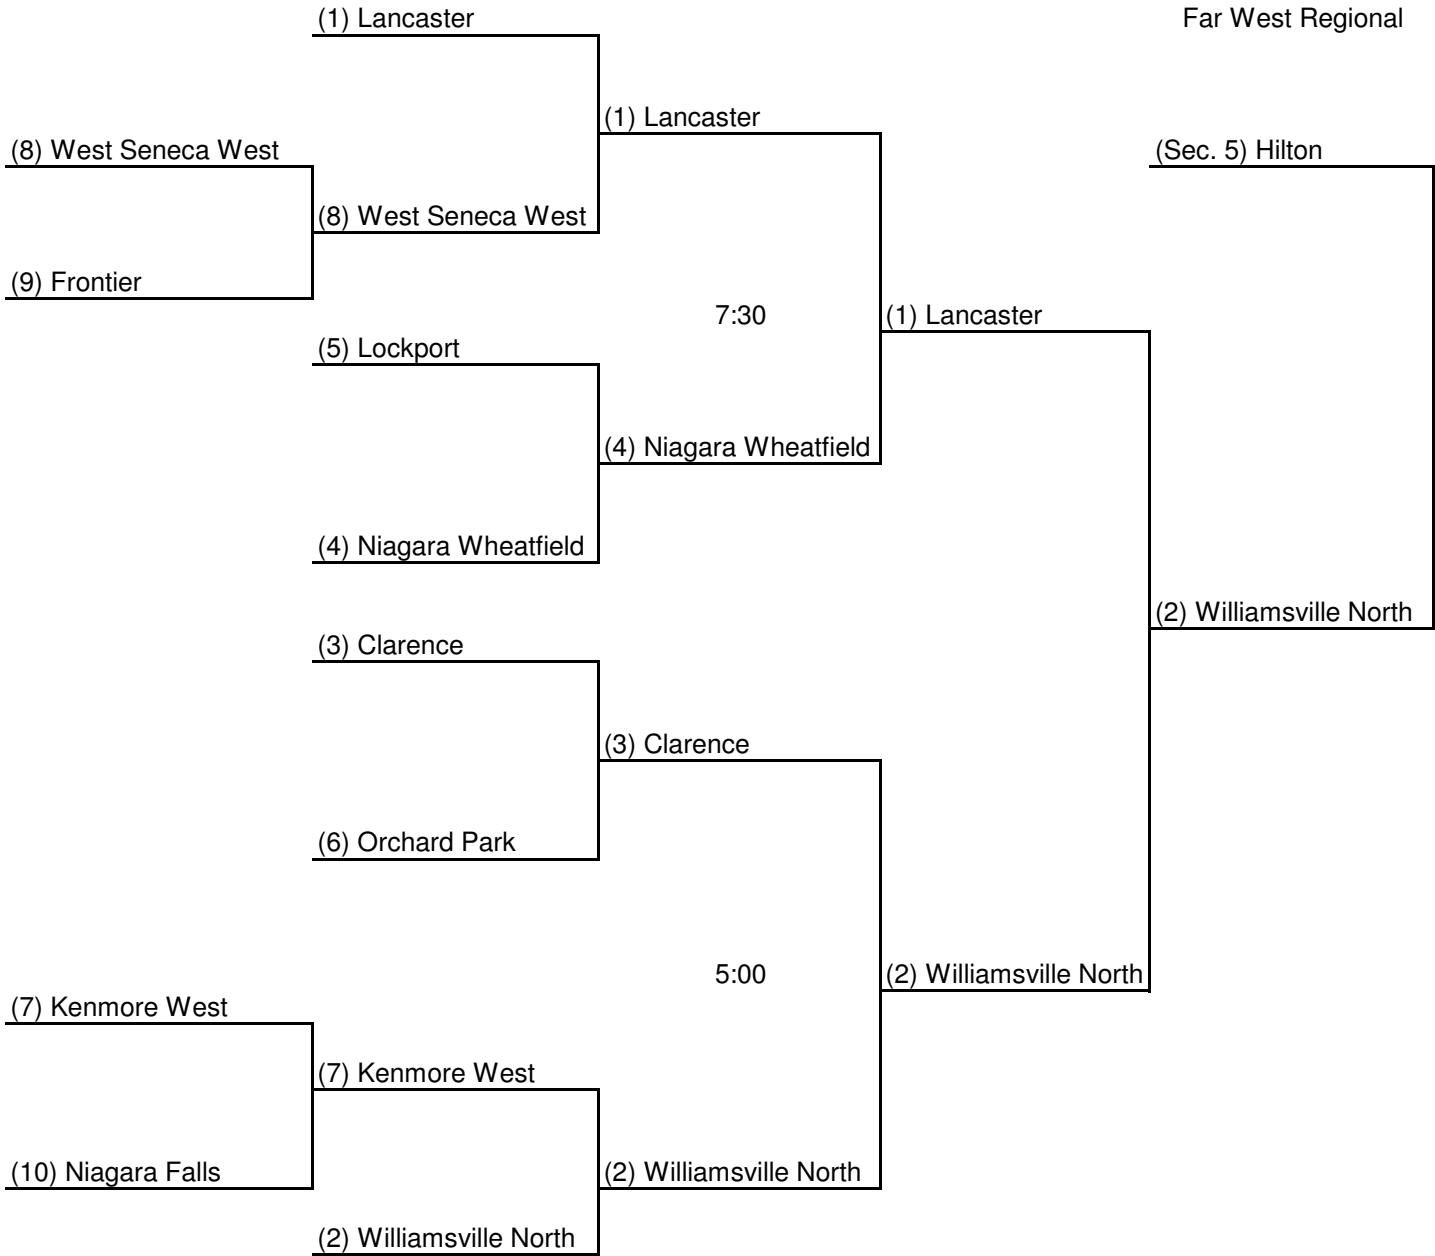 (1) Lancaster
Far West Regional
(1) Lancaster
(8) West Seneca West
(Sec. 5) Hilton
(8) West Seneca West
(9) Frontier
7:30
(1) Lancaster
(5) Lockport
(4) Niagara Wheatfield
(4) Niagara Wheatfield
(2) Williamsville North
(3) Clarence
(3) Clarence
(6) Orchard Park
5:00
(2) Williamsville North
(7) Kenmore West
(7) Kenmore West
(10) Niagara Falls
(2) Williamsville North
(2) Williamsville North